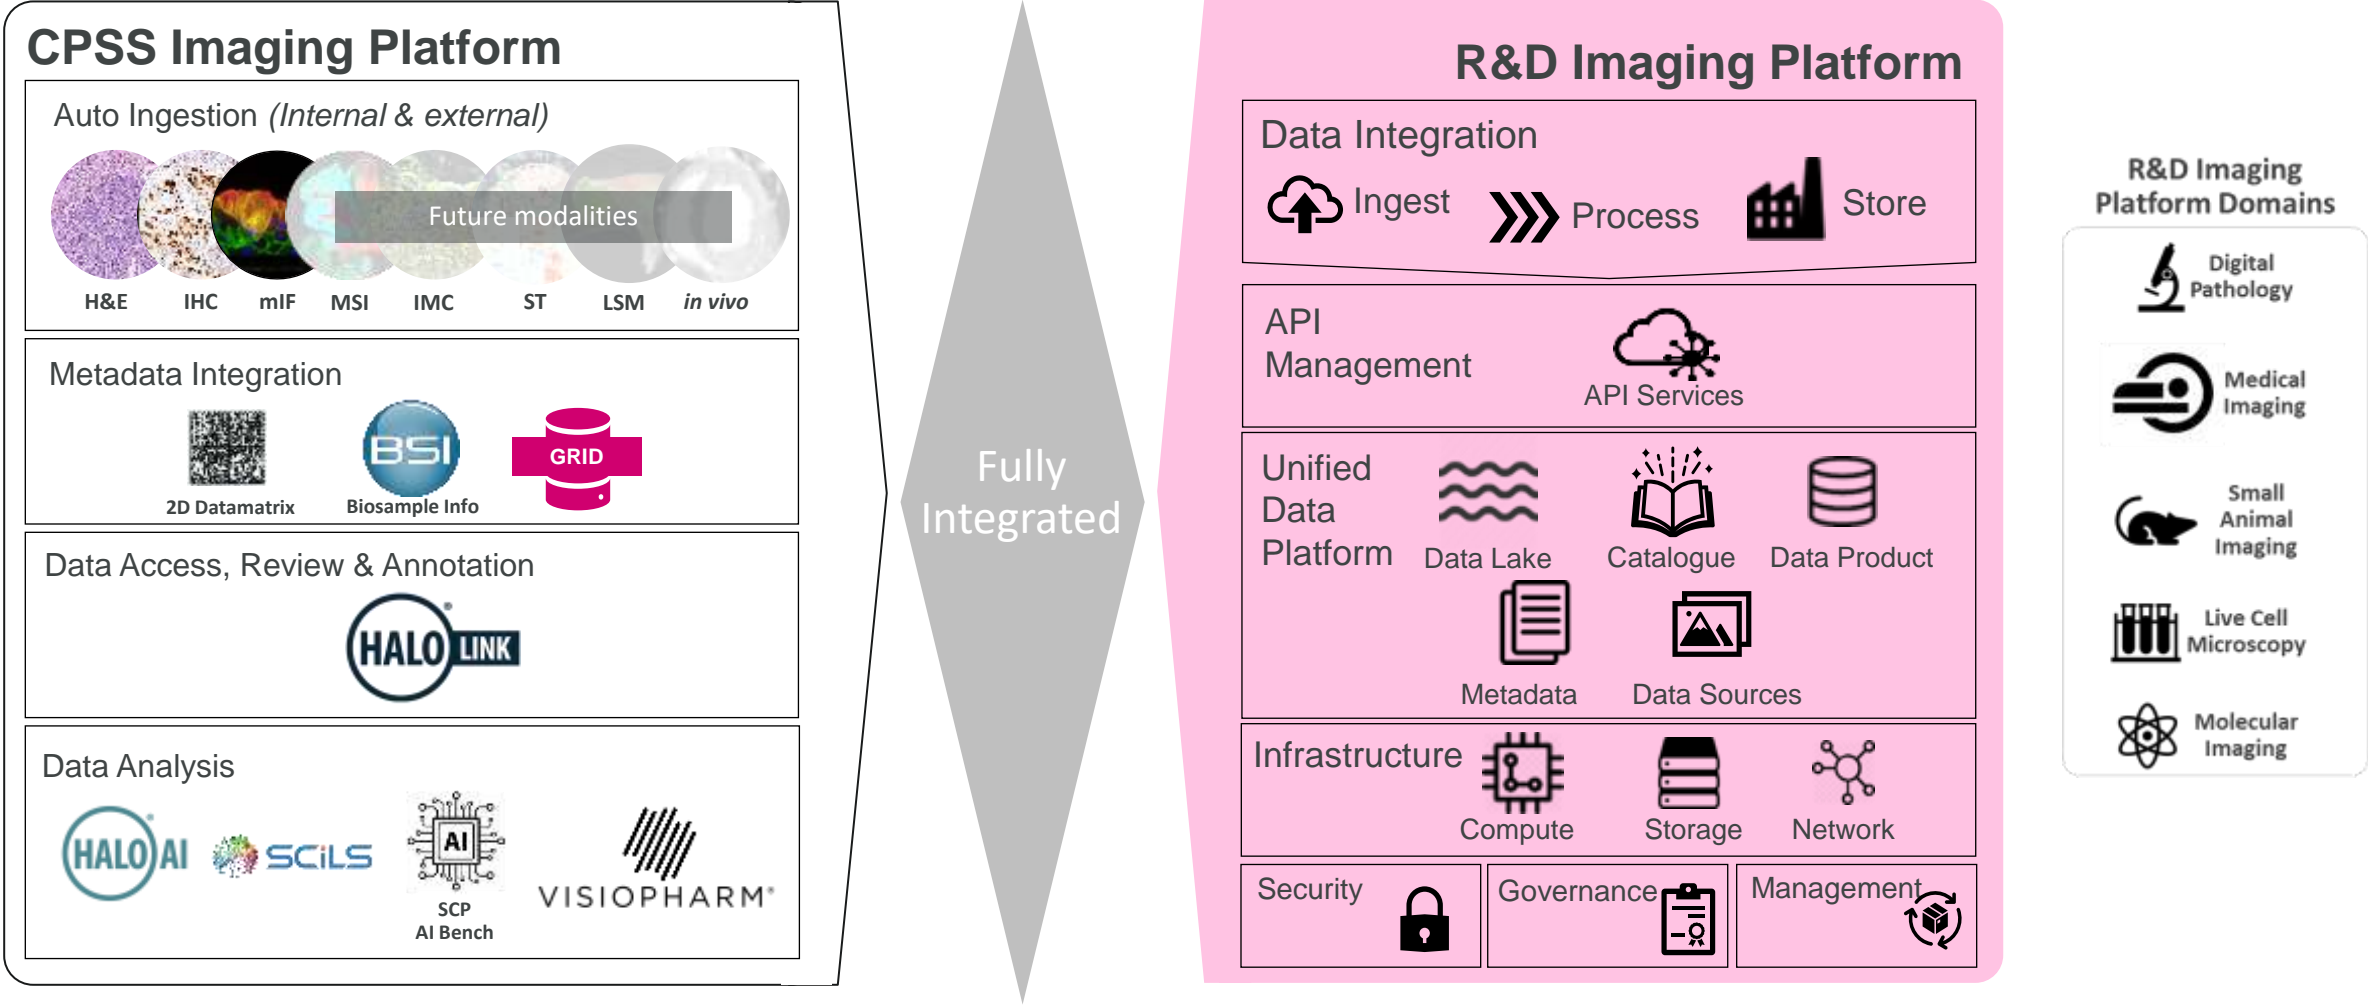 CPSS Imaging Platform
Auto Ingestion (Internal & external)
Future modalities
H&E IHC mIF MSI IMC ST LSM in vivo
Metadata Integration
BSI
GRID
2D Datamatrix Biosample Info
Data Access, Review & Annotation
HALO LINK
Data Analysis
HALO AI
SCiLS
AI
SCP
AI Bench
VISIOPHARM®
Fully
Integrated
R&D Imaging Platform
Data Integration
Ingest Process Store
API
Management
API Services
Unified
Data
Platform
Data Lake Catalogue Data Product
Metadata Data Sources
Infrastructure
Compute Storage Network
Security Governance Management
R&D Imaging
Platform Domains
Digital
Pathology
Medical
Imaging
Small
Animal
Imaging
Live Cell
Microscopy
Molecular
Imaging